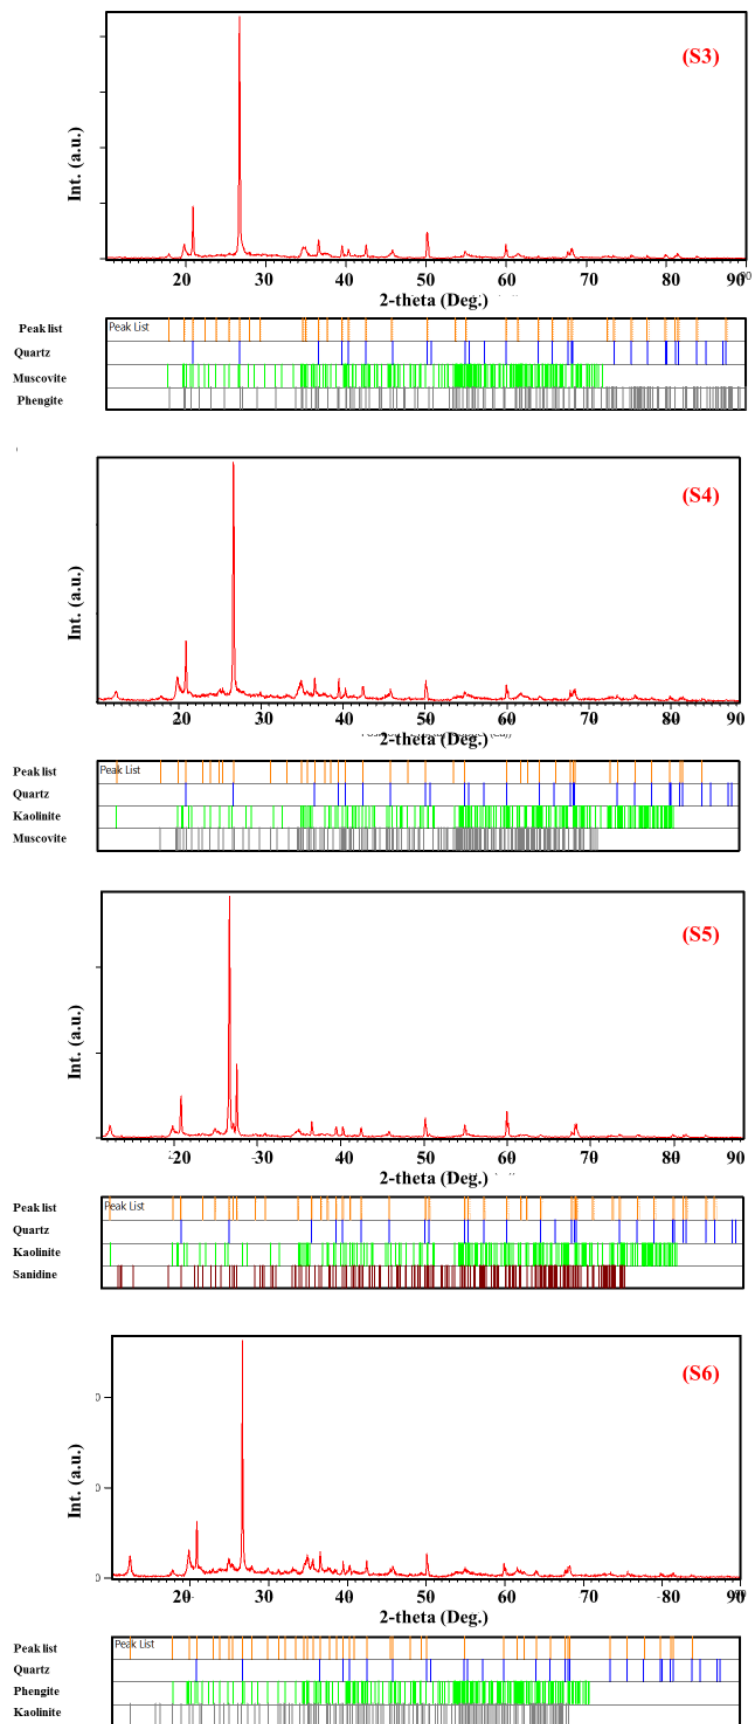 (S3)
Int. (a.u.)
20 30 40 50 60 70 80 90
2-theta (Deg.)
Peak list Peak List
Quartz
Muscovite
Phengite
(S4)
Int. (a.u.)
20 30 40 50 60 70 80 90
2-theta (Deg.)
Peak list Peak List
Quartz
Kaolinite
Muscovite
(S5)
Int. (a.u.)
20 30 40 50 60 70 80 90
2-theta (Deg.)
Peak list Peak List
Quartz
Kaolinite
Sanidine
(S6)
Int. (a.u.)
20 30 40 50 60 70 80 90
2-theta (Deg.)
Peak list Peak List
Quartz
Phengite
Kaolinite